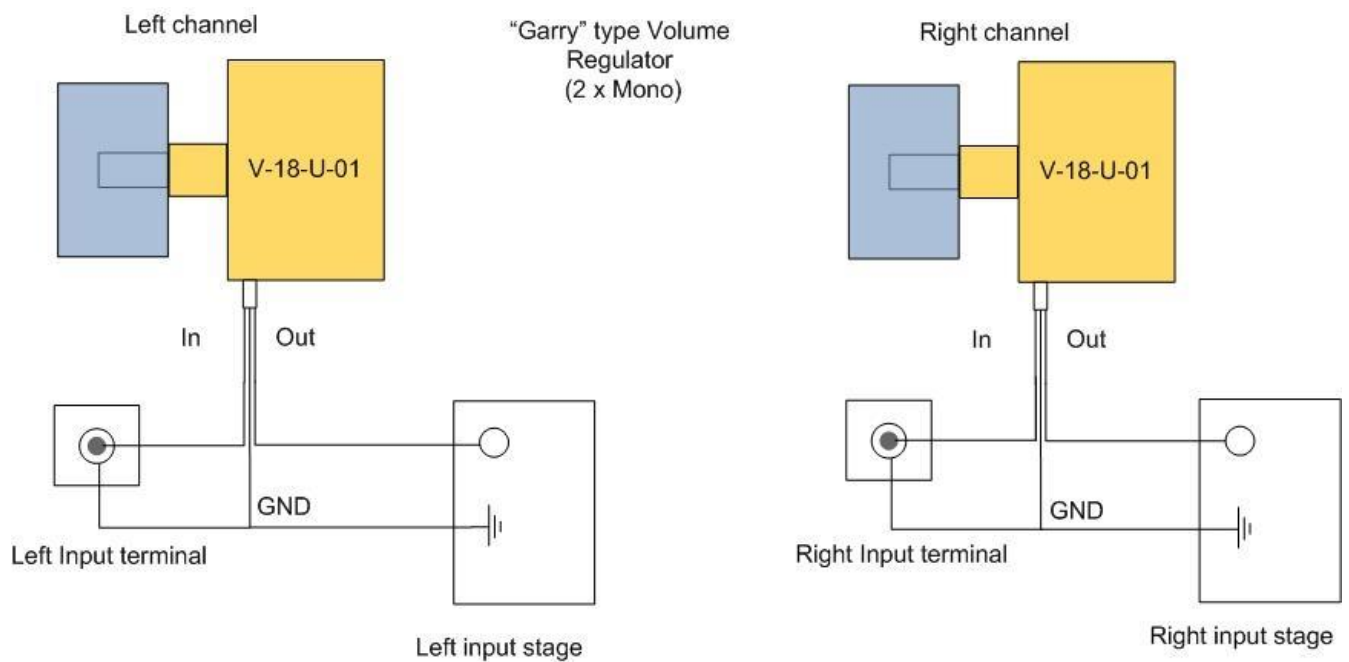 Left channel
“Garry” type Volume
Regulator
(2 x Mono)
Right channel
V-18-U-01
V-18-U-01
In
Out
In
Out
GND
GND
Left Input terminal
Right Input terminal
Left input stage
Right input stage